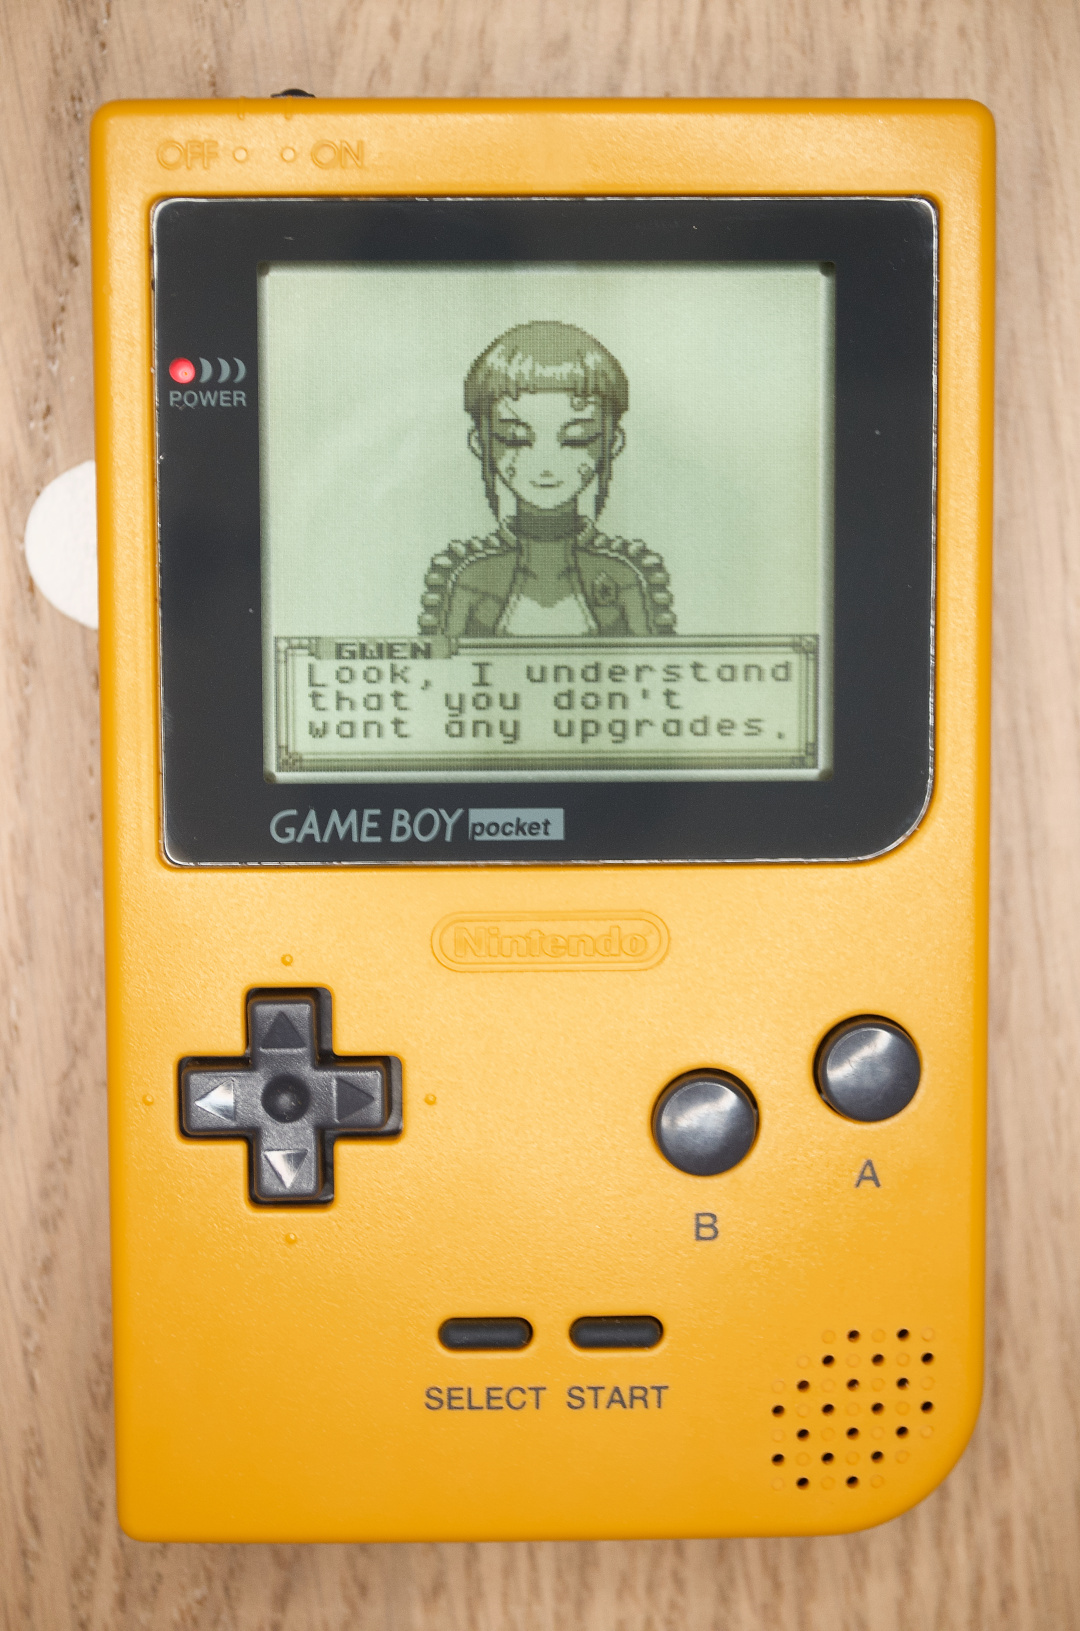 OFF ON
POWER
GWEN
Look, I understand
that you don't
want any upgrades.
GAME BOY pocket
Nintendo
A
B
SELECT START